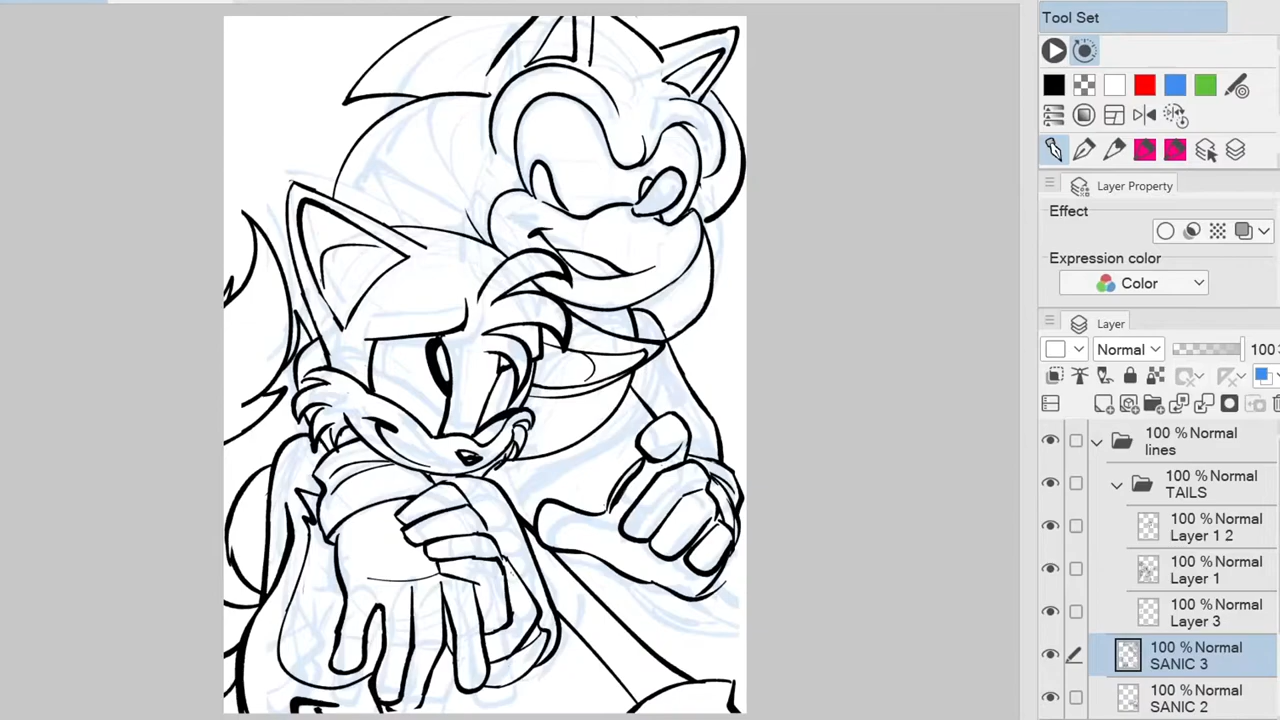 Tool Set
Layer Property
Effect
Expression color
Color
Layer
Normal
100
100 % Normal
lines
100 % Normal
TAILS
100 % Normal
Layer 1 2
100 % Normal
Layer 1
100 % Normal
Layer 3
100 % Normal
SANIC 3
100 % Normal
SANIC 2